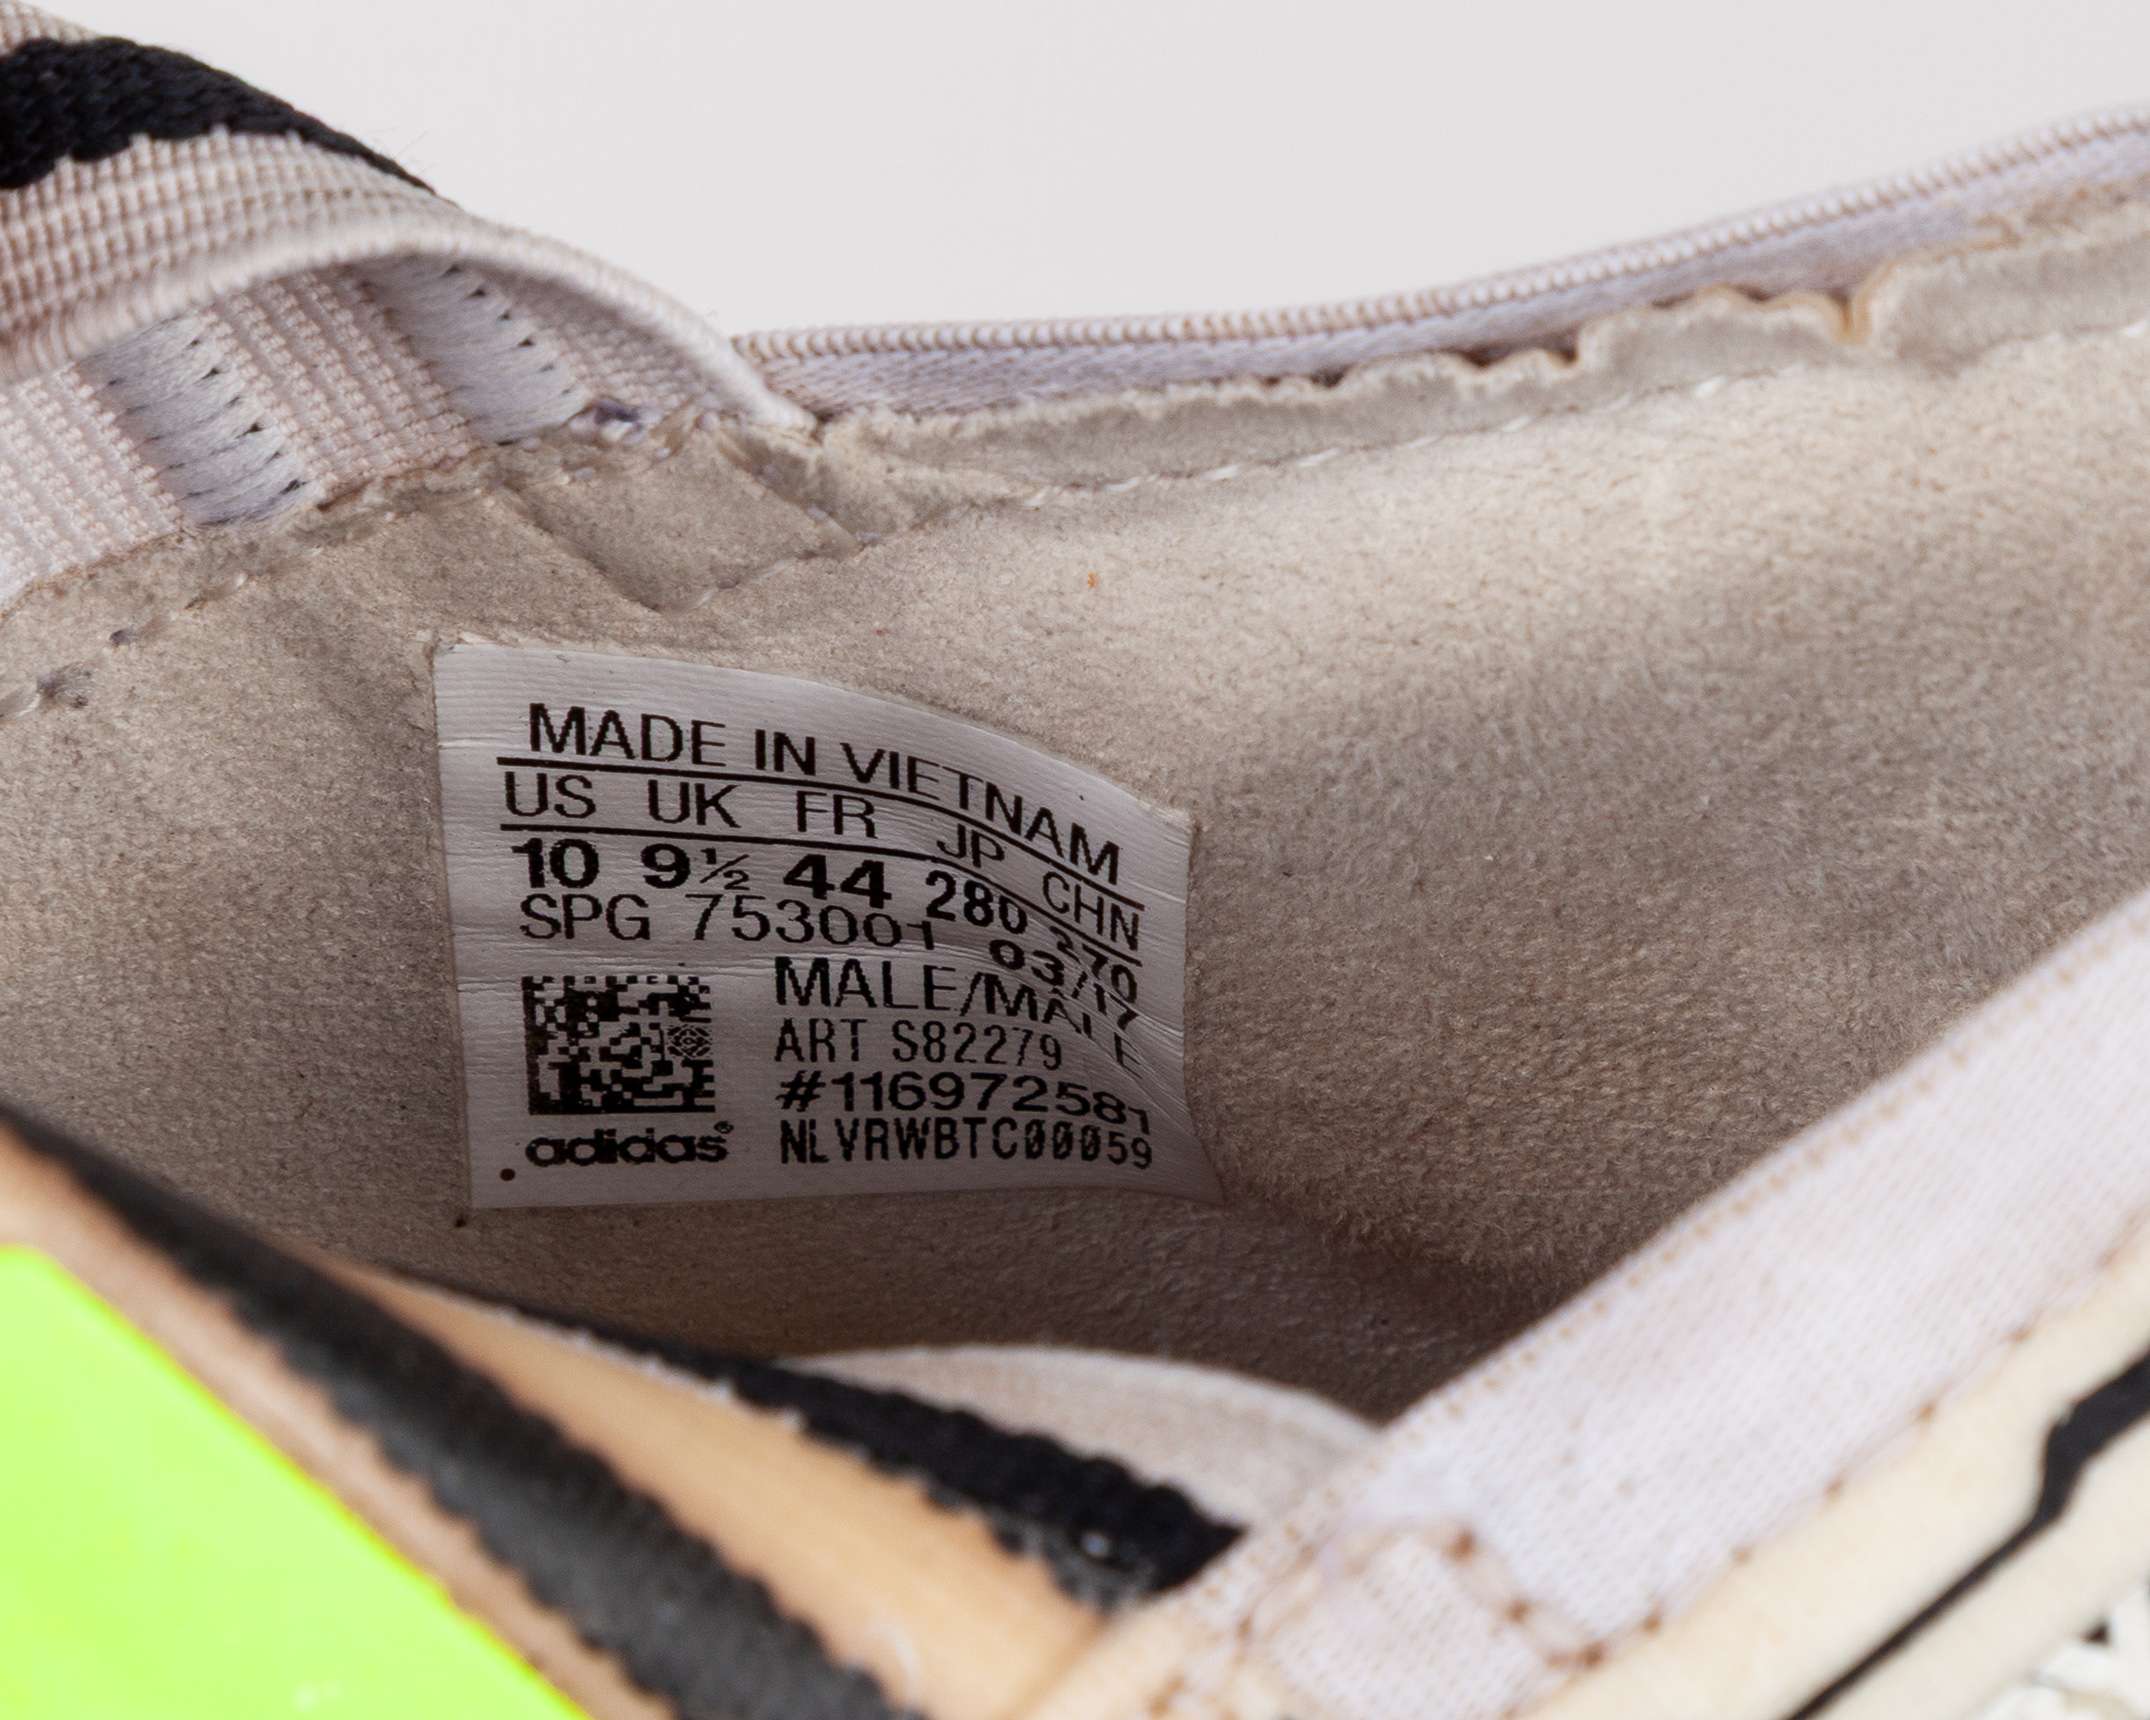 MADE IN VIETNAM
US UK FR JP CHN
10 9½ 44 280 270
SPG 753001 03/17
MALE/MALE
ART S82279
#116972581
NLVRWBTC00059
adidas®